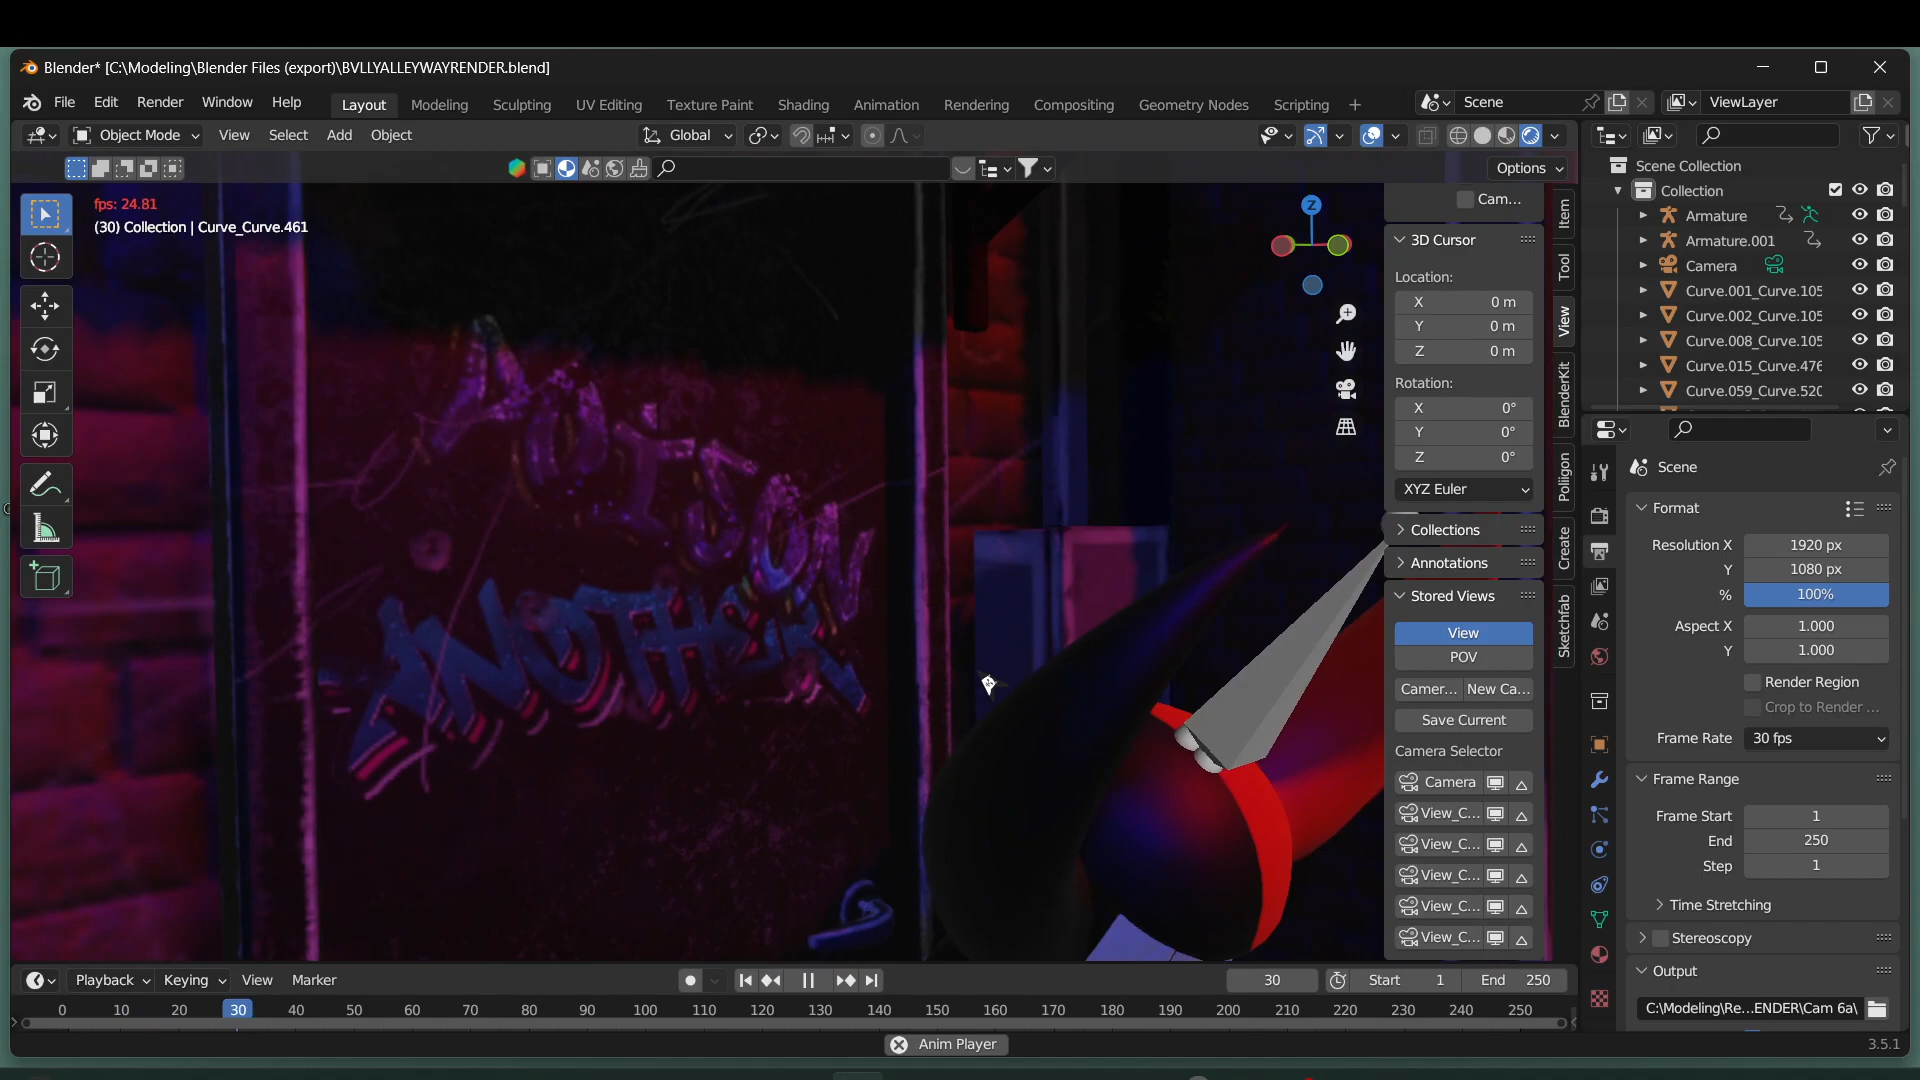 Blender* [C:\Modeling\Blender Files (export)\BVLLYALLEYWAYRENDER.blend]
File Edit Render Window Help Layout Modeling Sculpting UV Editing Texture Paint Shading Animation Rendering Compositing Geometry Nodes Scripting + Scene ViewLayer
Object Mode View Select Add Object Global
Options
fps: 24.81
(30) Collection | Curve_Curve.461
Z
Cam...
3D Cursor
Location:
X 0 m
Y 0 m
Z 0 m
Rotation:
X 0°
Y 0°
Z 0°
XYZ Euler
Collections
Annotations
Stored Views
View
POV
Camer... New Ca...
Save Current
Camera Selector
Camera
View_C...
View_C...
View_C...
View_C...
View_C...
Item
Tool
View
BlenderKit
Poliigon
Create
Sketchfab
Scene Collection
Collection
Armature
Armature.001
Camera
Curve.001_Curve.105
Curve.002_Curve.105
Curve.008_Curve.105
Curve.015_Curve.476
Curve.059_Curve.520
Scene
Format
Resolution X 1920 px
Y 1080 px
% 100%
Aspect X 1.000
Y 1.000
Render Region
Crop to Render ...
Frame Rate 30 fps
Frame Range
Frame Start 1
End 250
Step 1
Time Stretching
Stereoscopy
Output
C:\Modeling\Re...ENDER\Cam 6a\
POISON
ANOTHER
Playback Keying View Marker 30 Start 1 End 250
0 10 20 30 40 50 60 70 80 90 100 110 120 130 140 150 160 170 180 190 200 210 220 230 240 250
Anim Player
3.5.1